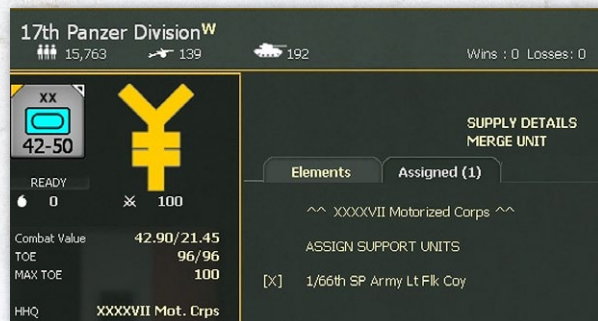 17th Panzer Division W
15,763 139 192 Wins : 0 Losses: 0
XX
42-50
SUPPLY DETAILS
MERGE UNIT
READY
0 100
Elements Assigned (1)
^^ XXXXVII Motorized Corps ^^
Combat Value 42.90/21.45
TOE 96/96
MAX TOE 100
ASSIGN SUPPORT UNITS
[X] 1/66th SP Army Lt Flk Coy
HHQ XXXXVII Mot. Crps